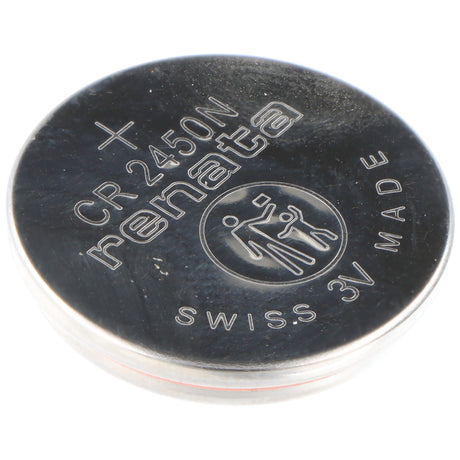 +
CR 2450N
renata
SWISS MADE
3V